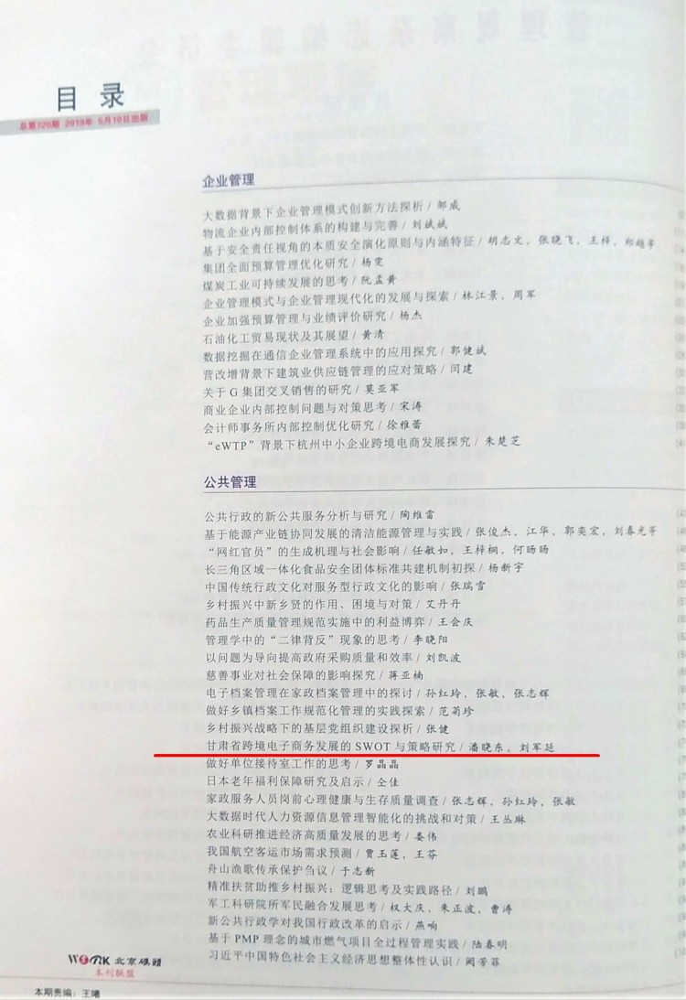 目录
总第720期 2019年 5月10日出版
企业管理
大数据背景下企业管理模式创新方法探析 / 邹威
物流企业内部控制体系的构建与完善 / 刘斌斌
基于安全责任视角的本质安全演化原则与内涵特征 / 胡志文，张晓飞，王梓，郑越等
集团全面预算管理优化研究 / 杨雯
煤炭工业可持续发展的思考 / 阮孟黄
企业管理模式与企业管理现代化的发展与探索 / 林江景，周军
企业加强预算管理与业绩评价研究 / 杨杰
石油化工贸易现状及其展望 / 黄清
数据挖掘在通信企业管理系统中的应用探究 / 郭健斌
营改增背景下建筑业供应链管理的应对策略 / 闫建
关于 G 集团交叉销售的研究 / 莫亚军
商业企业内部控制问题与对策思考 / 宋涛
会计师事务所内部控制优化研究 / 徐雅蕾
“eWTP”背景下杭州中小企业跨境电商发展探究 / 朱楚芝
公共管理
公共行政的新公共服务分析与研究 / 陶维雷
基于能源产业链协同发展的清洁能源管理与实践 / 张俊杰，江华，郭奕宏，刘春光等
“网红官员”的生成机理与社会影响 / 任敏如，王梓桐，何旸旸
长三角区域一体化食品安全团体标准共建机制初探 / 杨新宇
中国传统行政文化对服务型行政文化的影响 / 张瑞雪
乡村振兴中新乡贤的作用、困境与对策 / 艾丹丹
药品生产质量管理规范实施中的利益博弈 / 王会庆
管理学中的“二律背反”现象的思考 / 李晓阳
以问题为导向提高政府采购质量和效率 / 刘凯波
慈善事业对社会保障的影响探究 / 蒋亚楠
电子档案管理在家政档案管理中的探讨 / 孙红玲，张敏，张志辉
做好乡镇档案工作规范化管理的实践探索 / 范菊珍
乡村振兴战略下的基层党组织建设探析 / 张健
甘肃省跨境电子商务发展的 SWOT 与策略研究 / 潘晓东，刘军延
做好单位接待室工作的思考 / 罗晶晶
日本老年福利保障研究及启示 / 仝佳
家政服务人员岗前心理健康与生存质量调查 / 张志辉，孙红玲，张敏
大数据时代人力资源信息管理智能化的挑战和对策 / 王丛琳
农业科研推进经济高质量发展的思考 / 娄伟
我国航空客运市场需求预测 / 贾玉莲，王芬
舟山渔歌传承保护刍议 / 于志新
精准扶贫助推乡村振兴：逻辑思考及实践路径 / 刘鹏
军工科研院所军民融合发展思考 / 权大庆，朱正波，曹涛
新公共行政学对我国行政改革的启示 / 燕响
基于 PMP 理念的城市燃气项目全过程管理实践 / 陆春明
习近平中国特色社会主义经济思想整体性认识 / 阙芳菲
北京硪頭
本刊联盟
本期责编：王曦